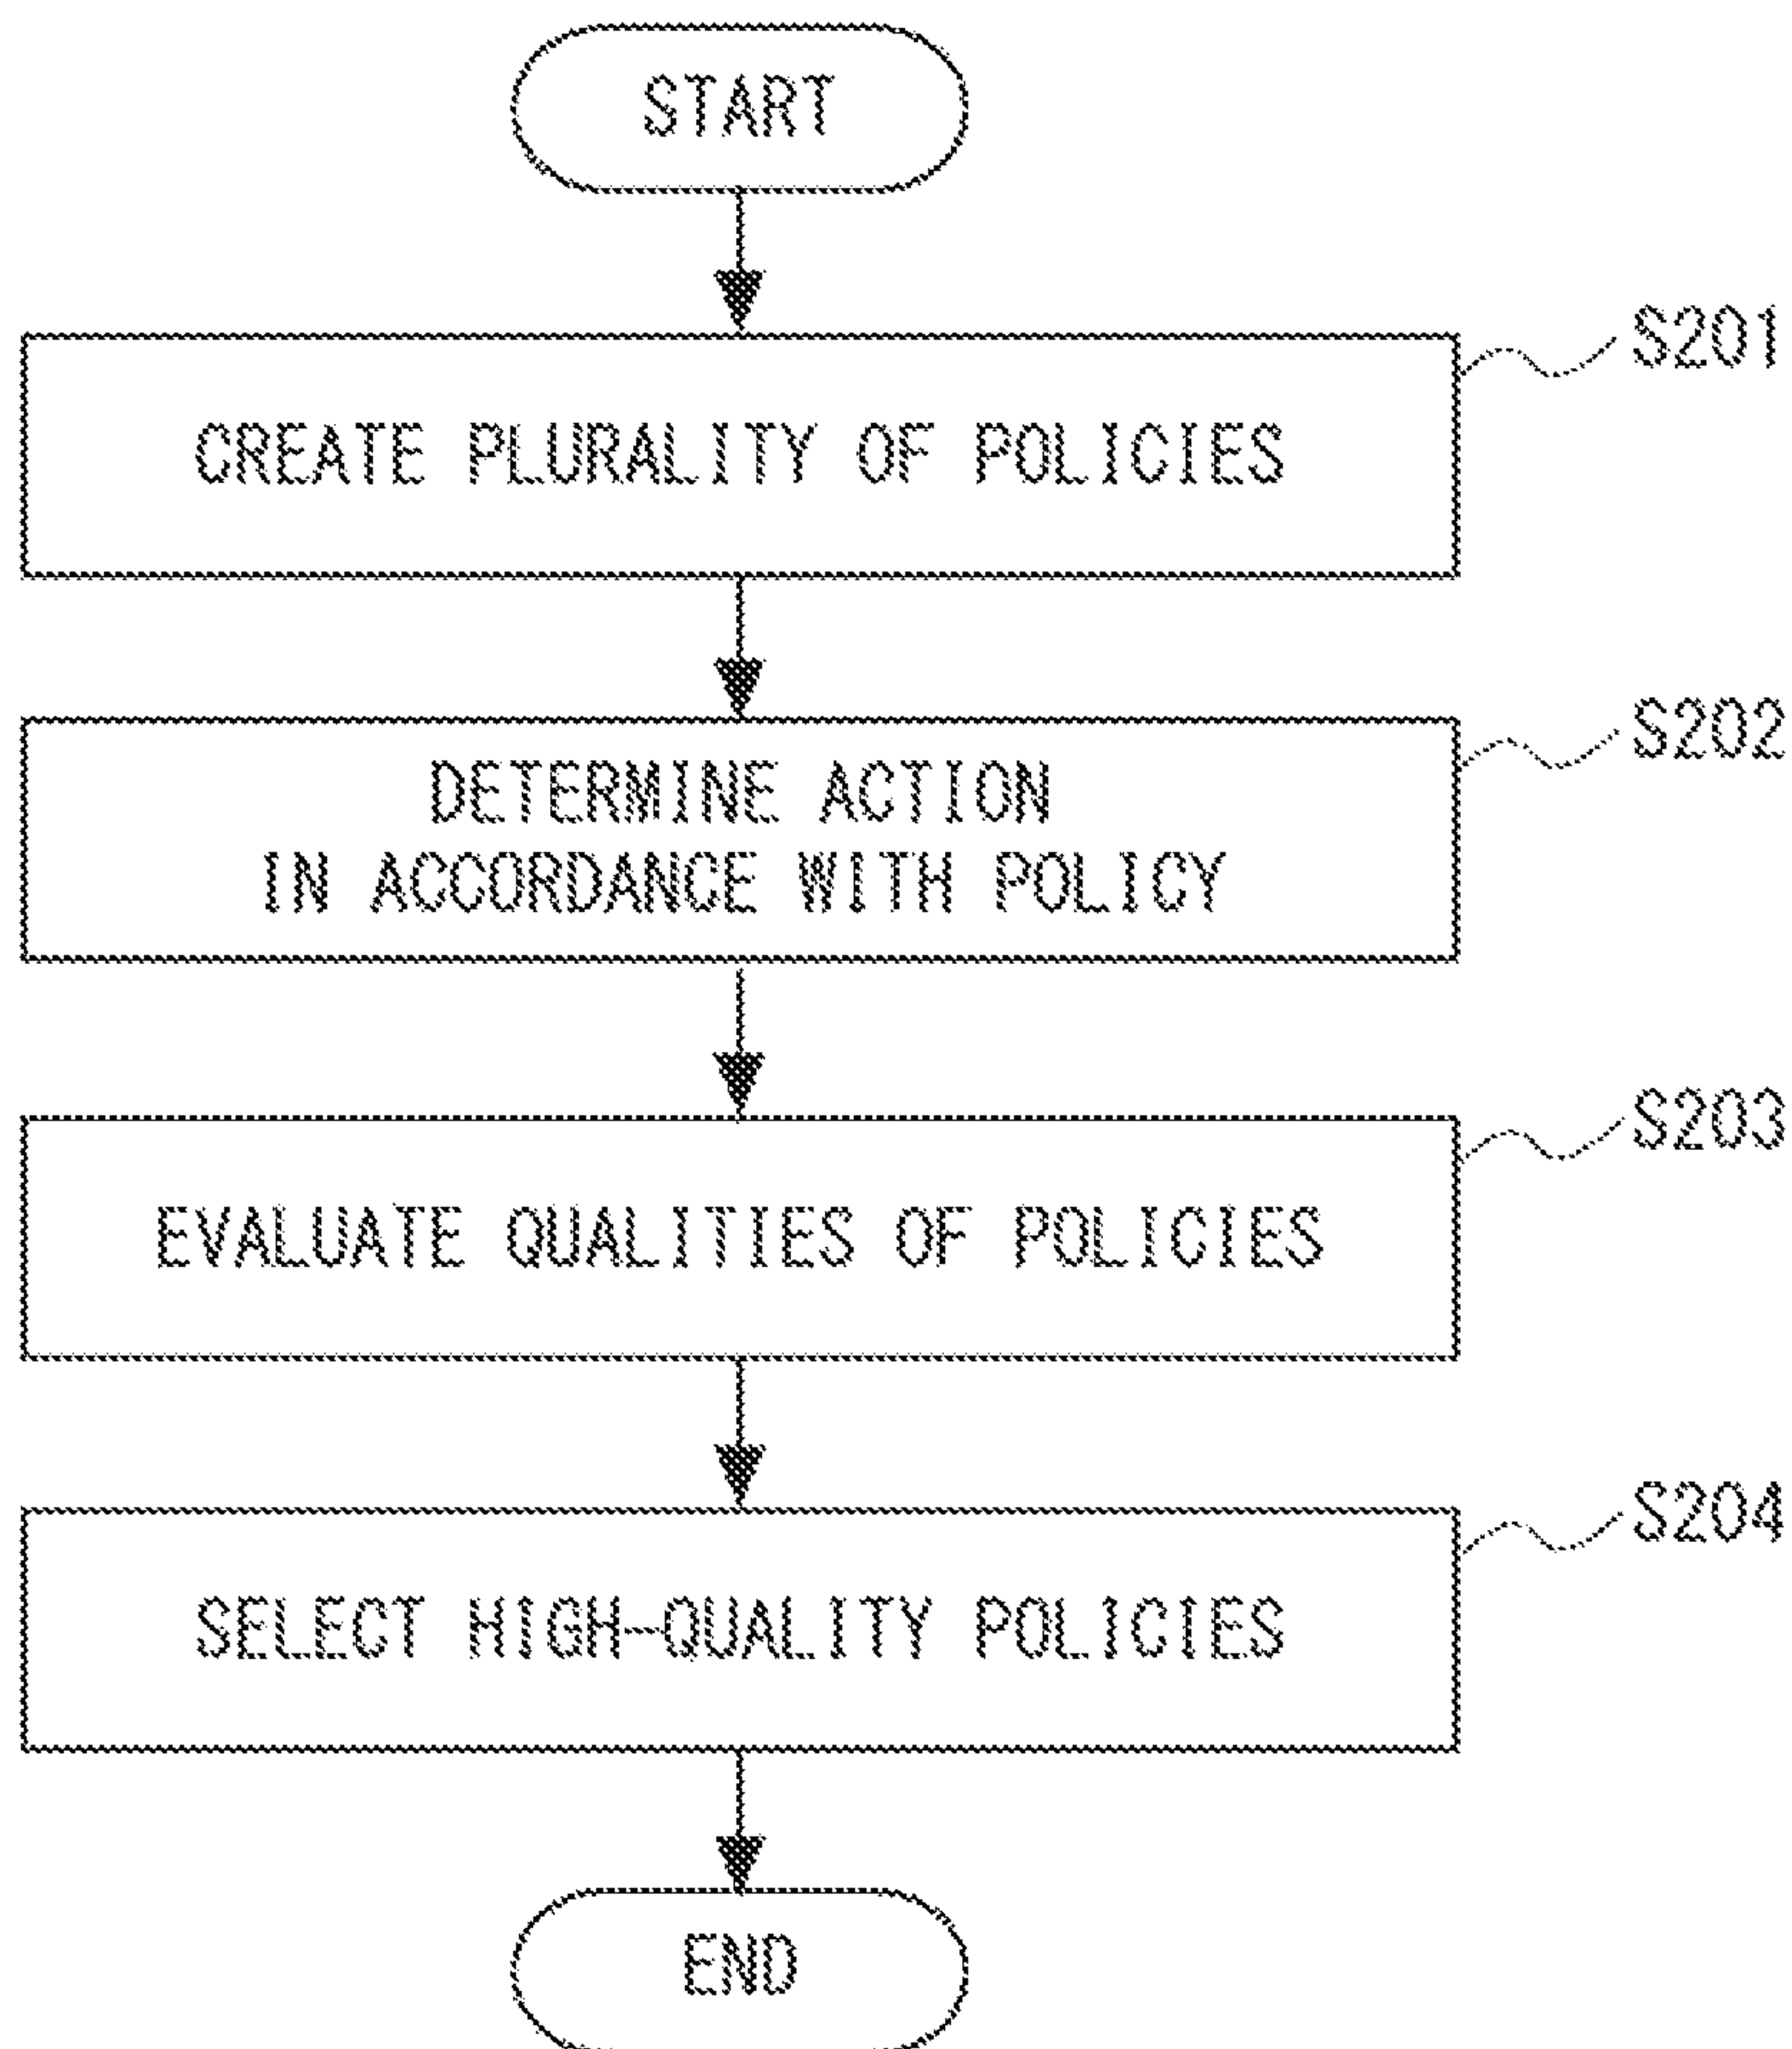 START
S201
CREATE PLURALITY OF POLICIES
S202
DETERMINE ACTION
IN ACCORDANCE WITH POLICY
S203
EVALUATE QUALITIES OF POLICIES
S204
SELECT HIGH-QUALITY POLICIES
END